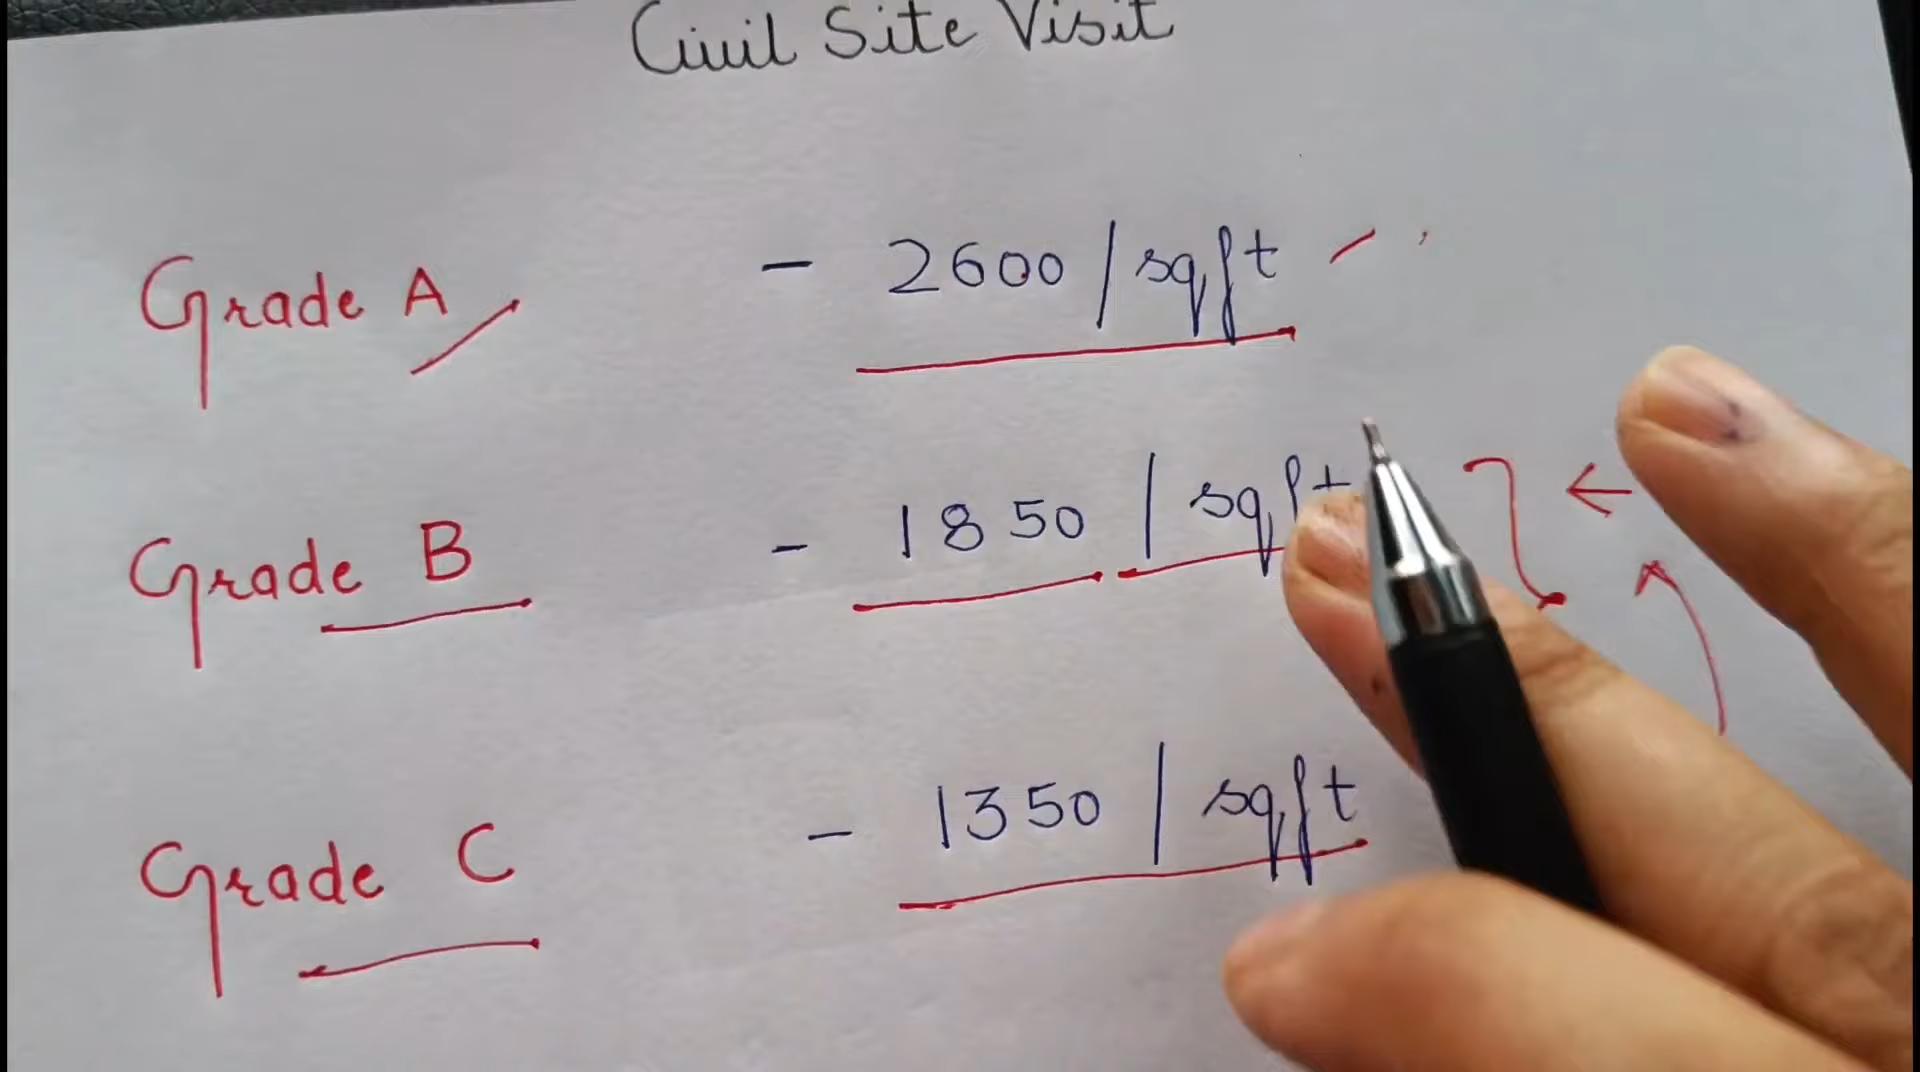 Civil Site Visit
Grade A - 2600 / sqft
Grade B - 1850 / sqft
Grade C - 1350 / sqft